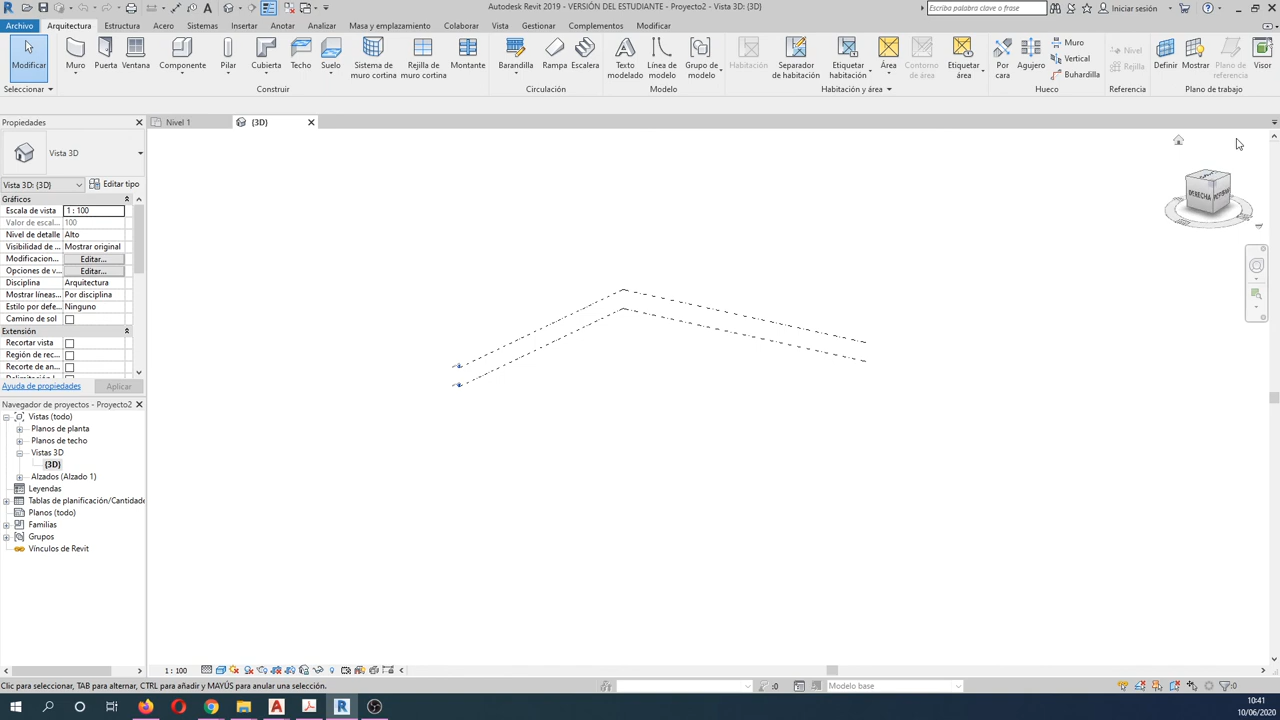 Autodesk Revit 2019 - VERSIÓN DEL ESTUDIANTE - Proyecto2 - Vista 3D: {3D}
Escriba palabra clave o frase
Iniciar sesión
Archivo Arquitectura Estructura Acero Sistemas Insertar Anotar Analizar Masa y emplazamiento Colaborar Vista Gestionar Complementos Modificar
Modificar
Muro
Puerta
Ventana
Componente
Pilar
Cubierta
Techo
Suelo
Sistema de
muro cortina
Rejilla de
muro cortina
Montante
Barandilla
Rampa
Escalera
Texto
modelado
Línea de
modelo
Grupo de
modelo
Habitación
Separador
de habitación
Etiquetar
habitación
Área
Contorno
de área
Etiquetar
área
Por
cara
Agujero
Muro
Vertical
Buhardilla
Nivel
Rejilla
Definir
Mostrar
Plano de
referencia
Visor
Seleccionar
Construir
Circulación
Modelo
Habitación y área
Hueco
Referencia
Plano de trabajo
Propiedades
Nivel 1
{3D}
Vista 3D
Vista 3D: {3D}
Editar tipo
Gráficos
Escala de vista 1 : 100
Valor de escal... 100
Nivel de detalle Alto
Visibilidad de ... Mostrar original
Modificacion... Editar...
Opciones de v... Editar...
Disciplina Arquitectura
Mostrar líneas... Por disciplina
Estilo por defe... Ninguno
Camino de sol
Extensión
Recortar vista
Región de rec...
Recorte de an...
Ayuda de propiedades
Aplicar
Navegador de proyectos - Proyecto2
Vistas (todo)
Planos de planta
Planos de techo
Vistas 3D
{3D}
Alzados (Alzado 1)
Leyendas
Tablas de planificación/Cantidade
Planos (todo)
Familias
Grupos
Vínculos de Revit
DERECHA
1 : 100
Clic para seleccionar, TAB para alternar, CTRL para añadir y MAYÚS para anular una selección.
:0
Modelo base
:0
10:41
10/06/2020